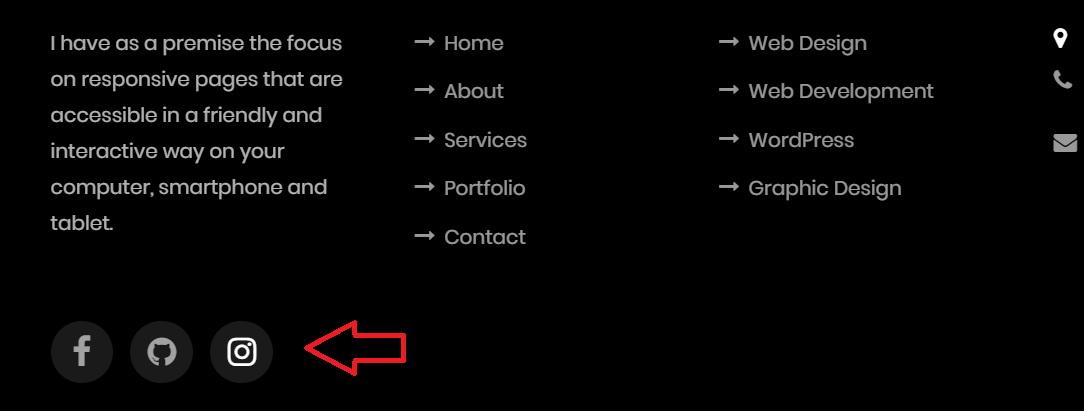 I have as a premise the focus
on responsive pages that are
accessible in a friendly and
interactive way on your
computer, smartphone and
tablet.
Home
About
Services
Portfolio
Contact
Web Design
Web Development
WordPress
Graphic Design